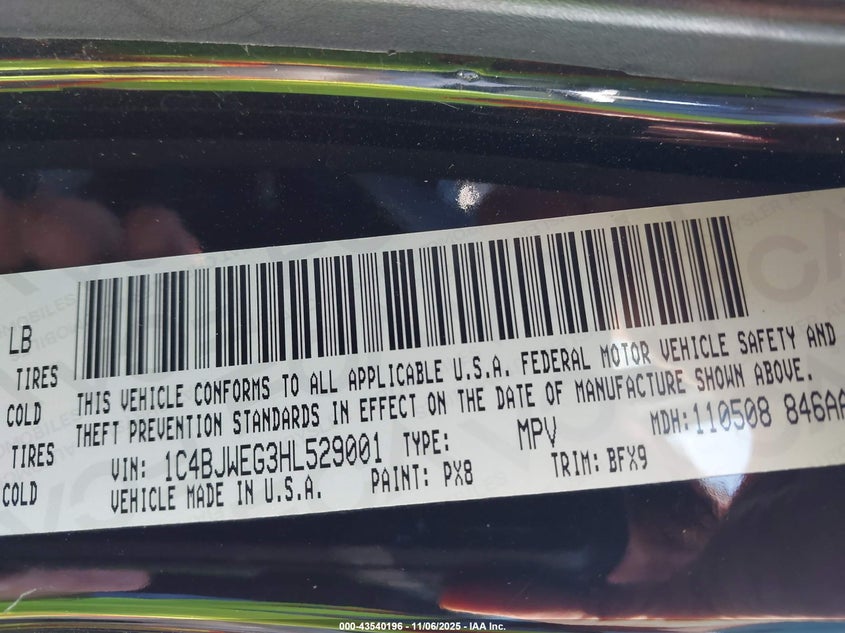 LB
TIRES
COLD
TIRES
COLD
THIS VEHICLE CONFORMS TO ALL APPLICABLE U.S.A. FEDERAL MOTOR VEHICLE SAFETY AND
THEFT PREVENTION STANDARDS IN EFFECT ON THE DATE OF MANUFACTURE SHOWN ABOVE.
VIN: 1C4BJWEG3HL529001 TYPE: MPV MDH:110508 846AA
VEHICLE MADE IN U.S.A. PAINT: PX8 TRIM: BFX9
000-43540196 - 11/06/2025 - IAA Inc.